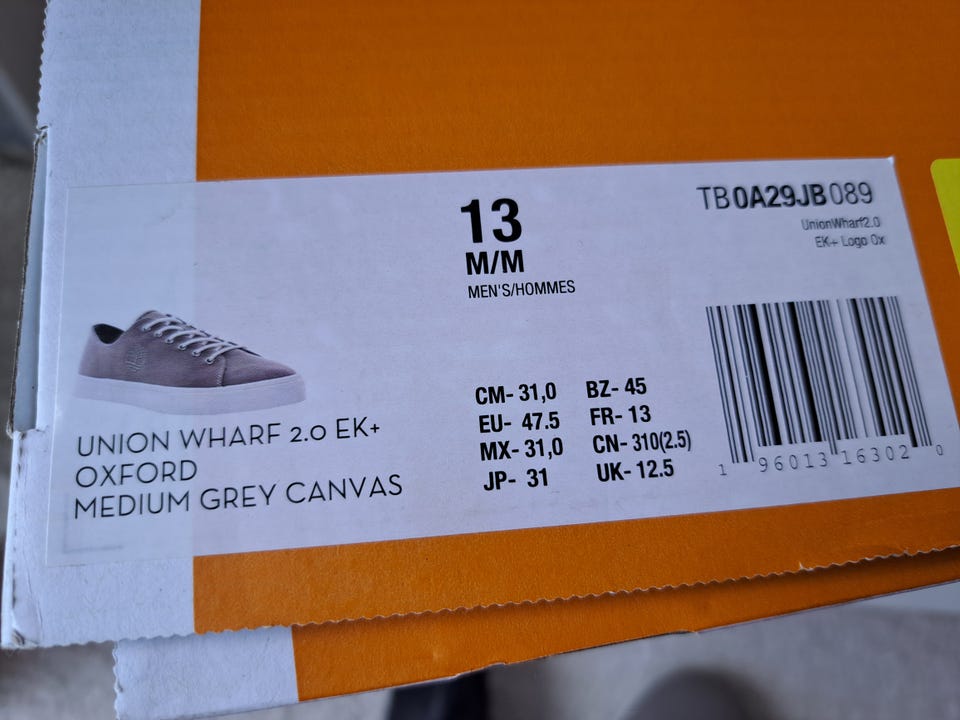 13
M/M
MEN'S/HOMMES
TB0A29JB089
UnionWharf2.0
EK+ Logo Ox
UNION WHARF 2.0 EK+
OXFORD
MEDIUM GREY CANVAS
CM- 31,0 BZ- 45
EU- 47.5 FR- 13
MX- 31,0 CN- 310(2.5)
JP- 31 UK- 12.5
1 96013 16302 0